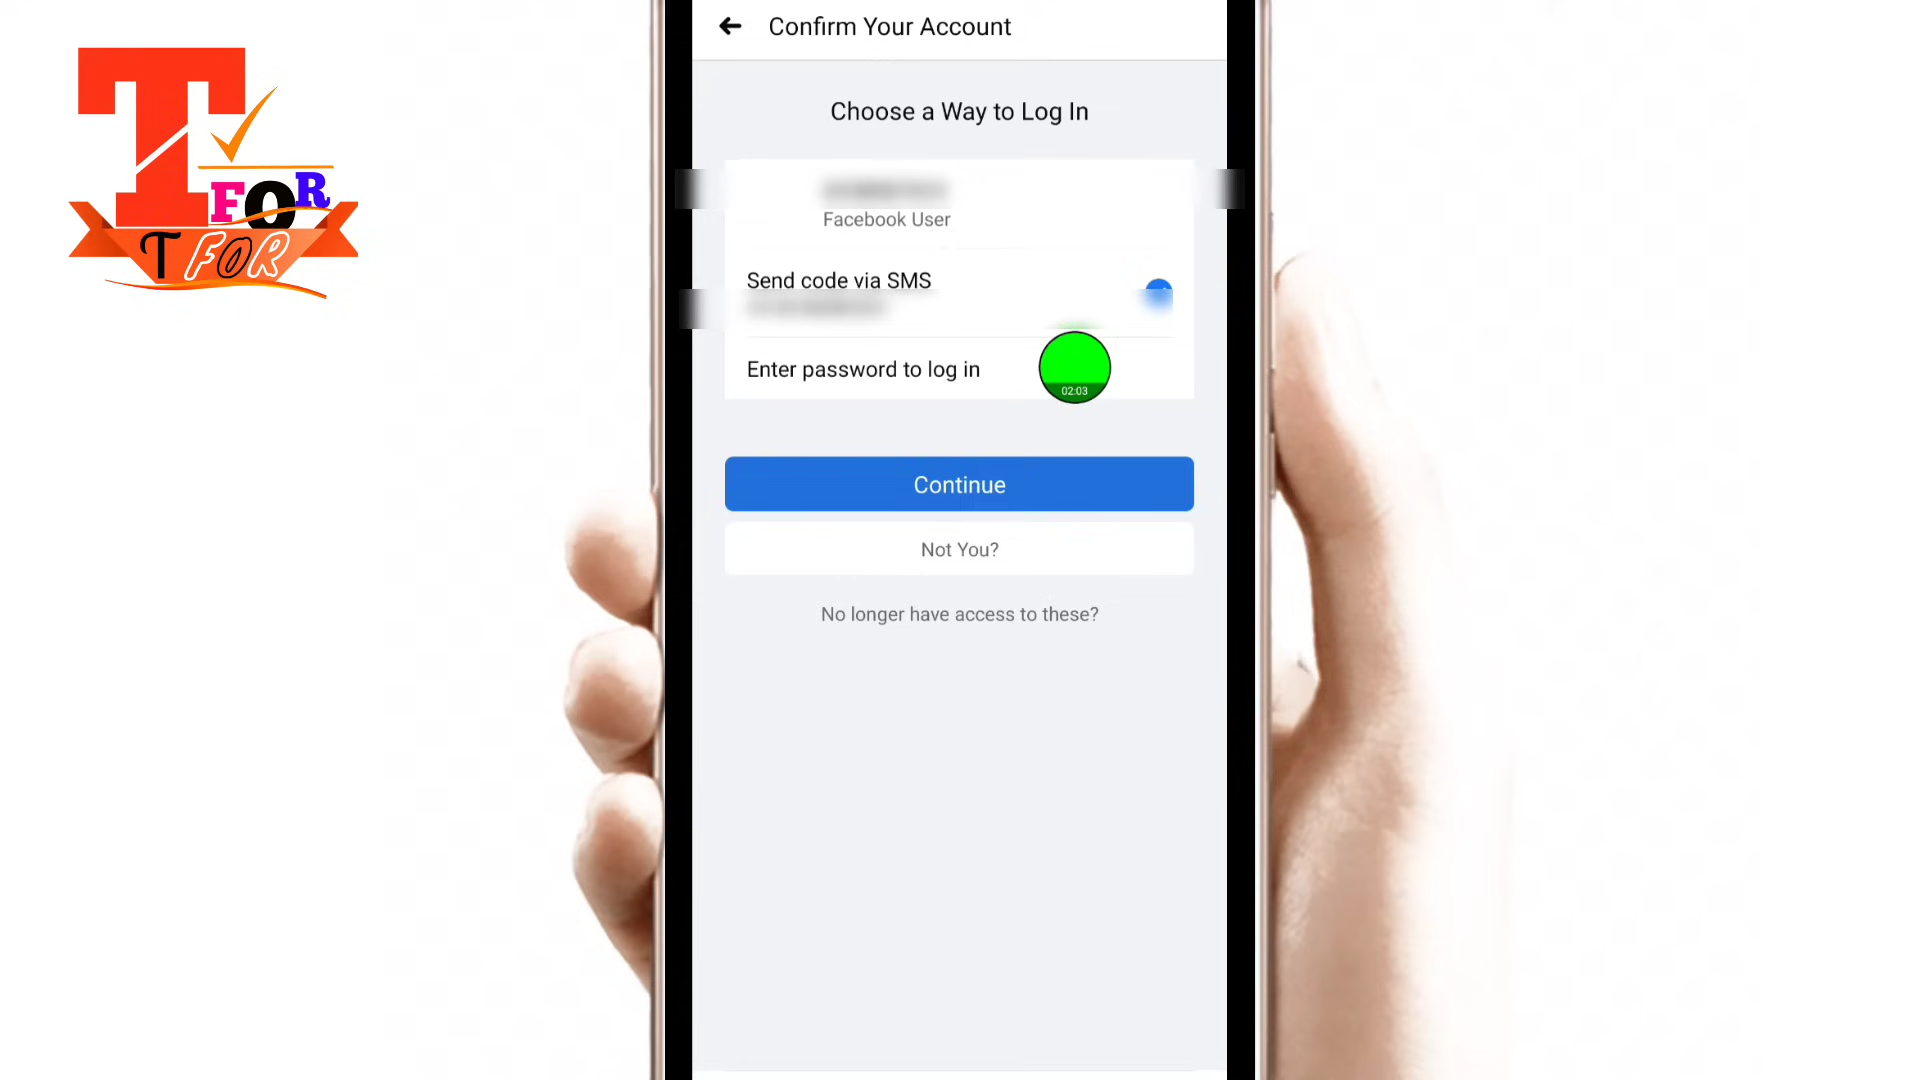 T
FOR
T FOR
Confirm Your Account
Choose a Way to Log In
Facebook User
Send code via SMS
Enter password to log in
02:03
Continue
Not You?
No longer have access to these?